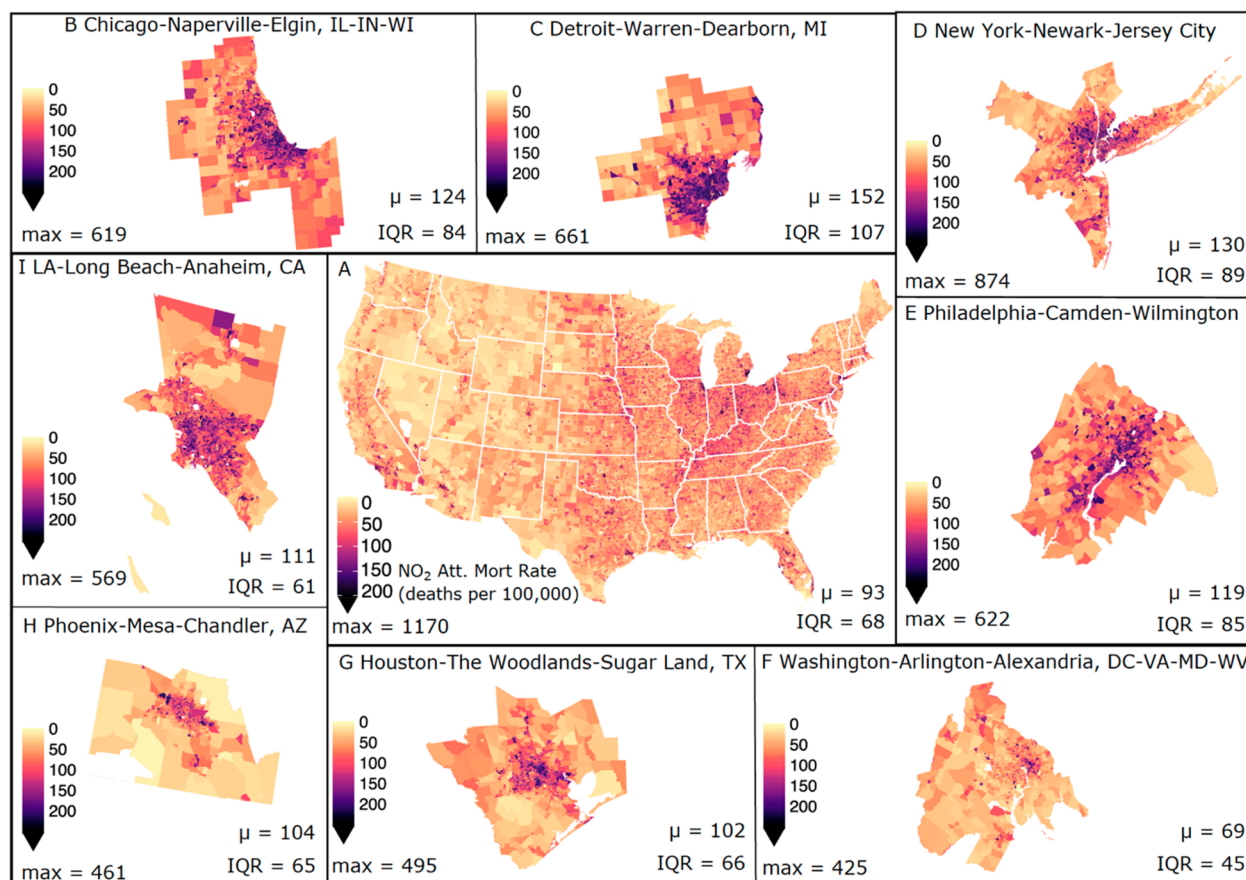 B Chicago-Naperville-Elgin, IL-IN-WI
0
50
100
150
200
μ = 124
max = 619
IQR = 84
C Detroit-Warren-Dearborn, MI
0
50
100
150
200
μ = 152
max = 661
IQR = 107
D New York-Newark-Jersey City
0
50
100
150
200
μ = 130
max = 874
IQR = 89
I LA-Long Beach-Anaheim, CA
0
50
100
150
200
μ = 111
max = 569
IQR = 61
A
0
50
100
150
200
NO₂ Att. Mort Rate
(deaths per 100,000)
μ = 93
max = 1170
IQR = 68
E Philadelphia-Camden-Wilmington
0
50
100
150
200
μ = 119
max = 622
IQR = 85
H Phoenix-Mesa-Chandler, AZ
0
50
100
150
200
μ = 104
max = 461
IQR = 65
G Houston-The Woodlands-Sugar Land, TX
0
50
100
150
200
μ = 102
max = 495
IQR = 66
F Washington-Arlington-Alexandria, DC-VA-MD-WV
0
50
100
150
200
μ = 69
max = 425
IQR = 45